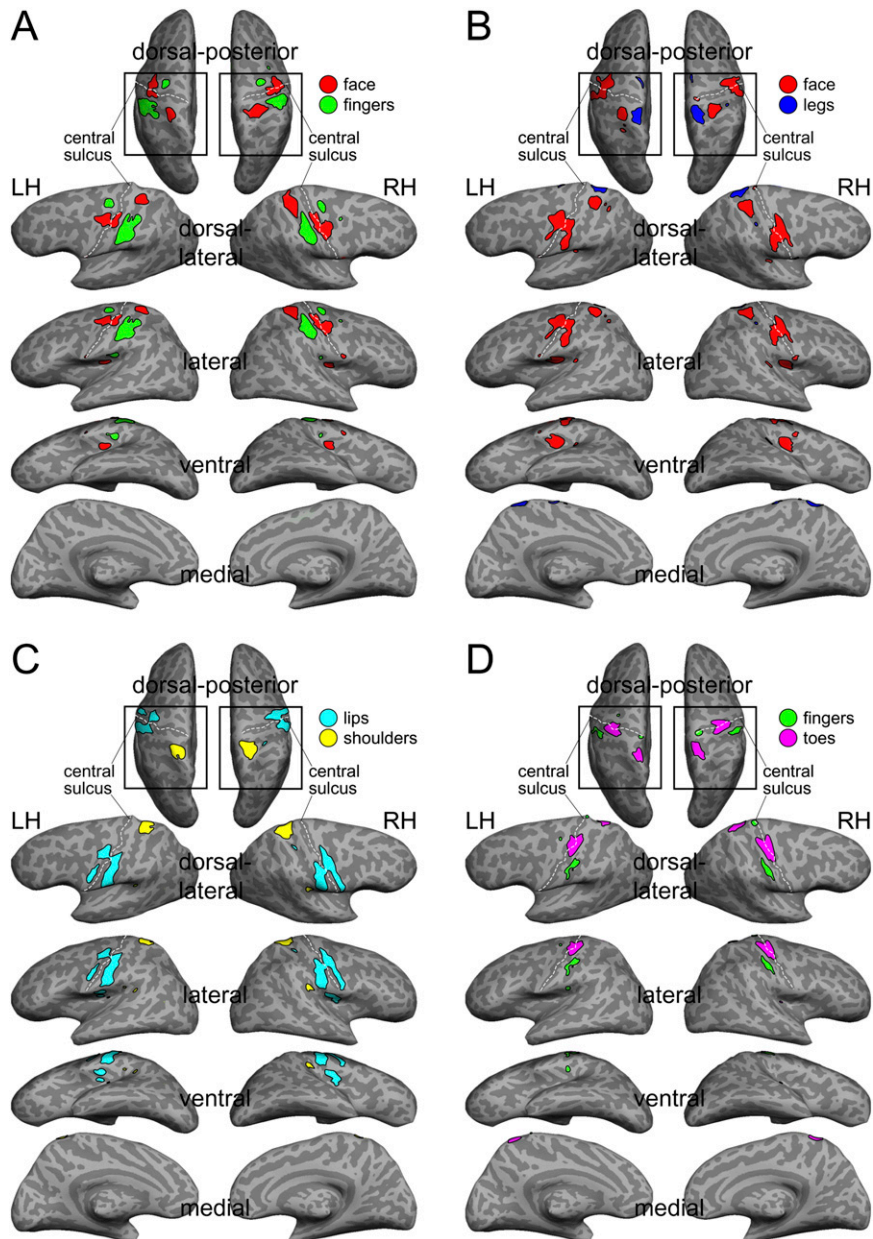 A
dorsal-posterior
face
fingers
central
sulcus
central
sulcus
LH
RH
dorsal-
lateral
lateral
ventral
medial
B
dorsal-posterior
face
legs
central
sulcus
central
sulcus
LH
RH
dorsal-
lateral
lateral
ventral
medial
C
dorsal-posterior
lips
shoulders
central
sulcus
central
sulcus
LH
RH
dorsal-
lateral
lateral
ventral
medial
D
dorsal-posterior
fingers
toes
central
sulcus
central
sulcus
LH
RH
dorsal-
lateral
lateral
ventral
medial